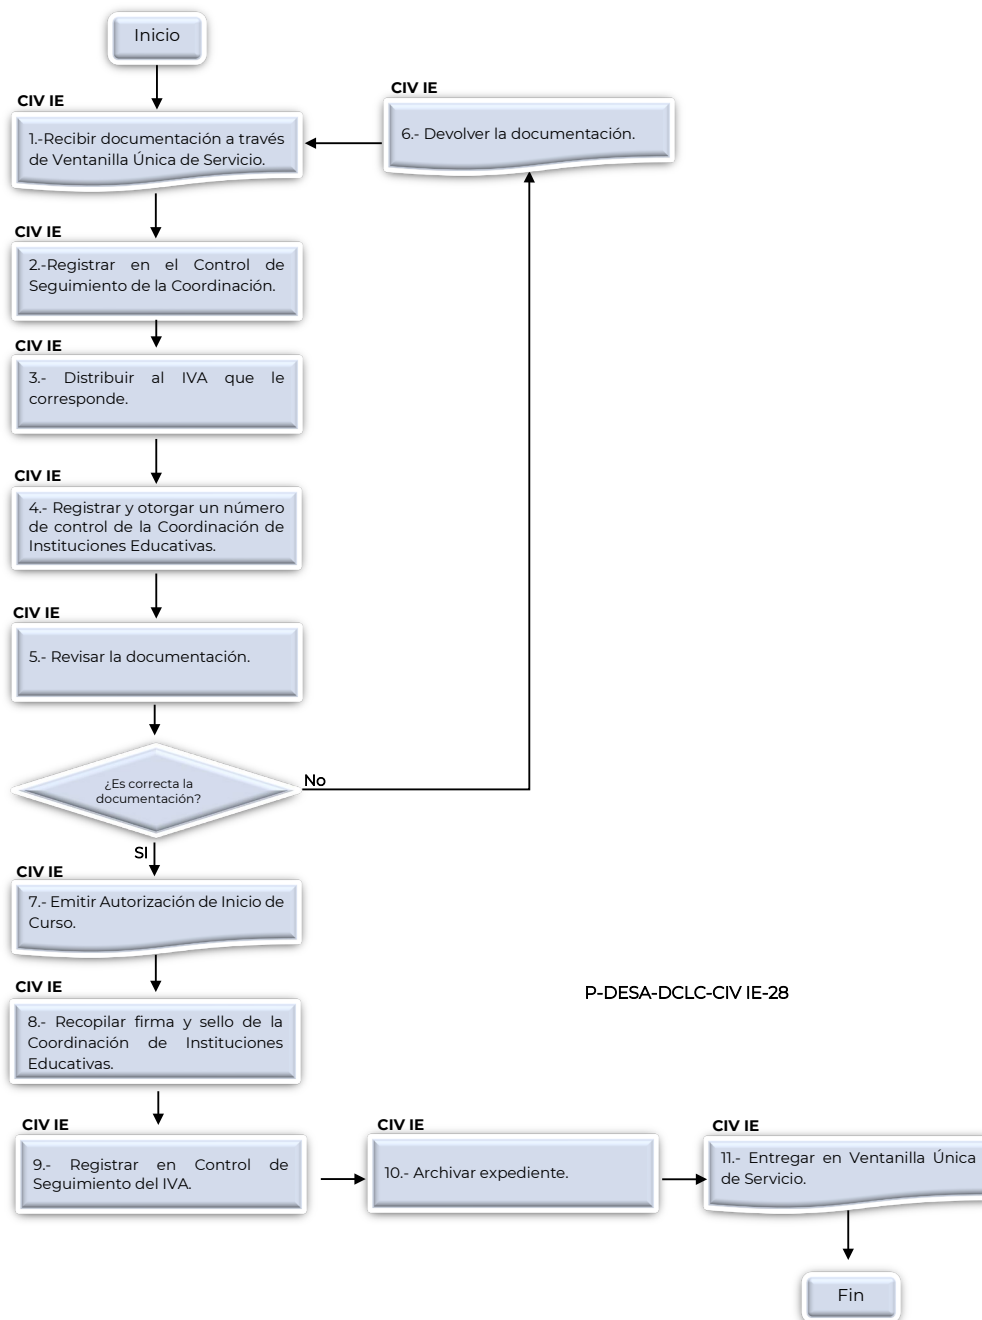 Inicio
CIV IE
1.-Recibir documentación a través
de Ventanilla Única de Servicio.
CIV IE
6.- Devolver la documentación.
CIV IE
2.-Registrar en el Control de
Seguimiento de la Coordinación.
CIV IE
3.- Distribuir al IVA que le
corresponde.
CIV IE
4.- Registrar y otorgar un número
de control de la Coordinación de
Instituciones Educativas.
CIV IE
5.- Revisar la documentación.
¿Es correcta la
documentación?
No
SI
CIV IE
7.- Emitir Autorización de Inicio de
Curso.
CIV IE
8.- Recopilar firma y sello de la
Coordinación de Instituciones
Educativas.
P-DESA-DCLC-CIV IE-28
CIV IE
9.- Registrar en Control de
Seguimiento del IVA.
CIV IE
10.- Archivar expediente.
CIV IE
11.- Entregar en Ventanilla Única
de Servicio.
Fin